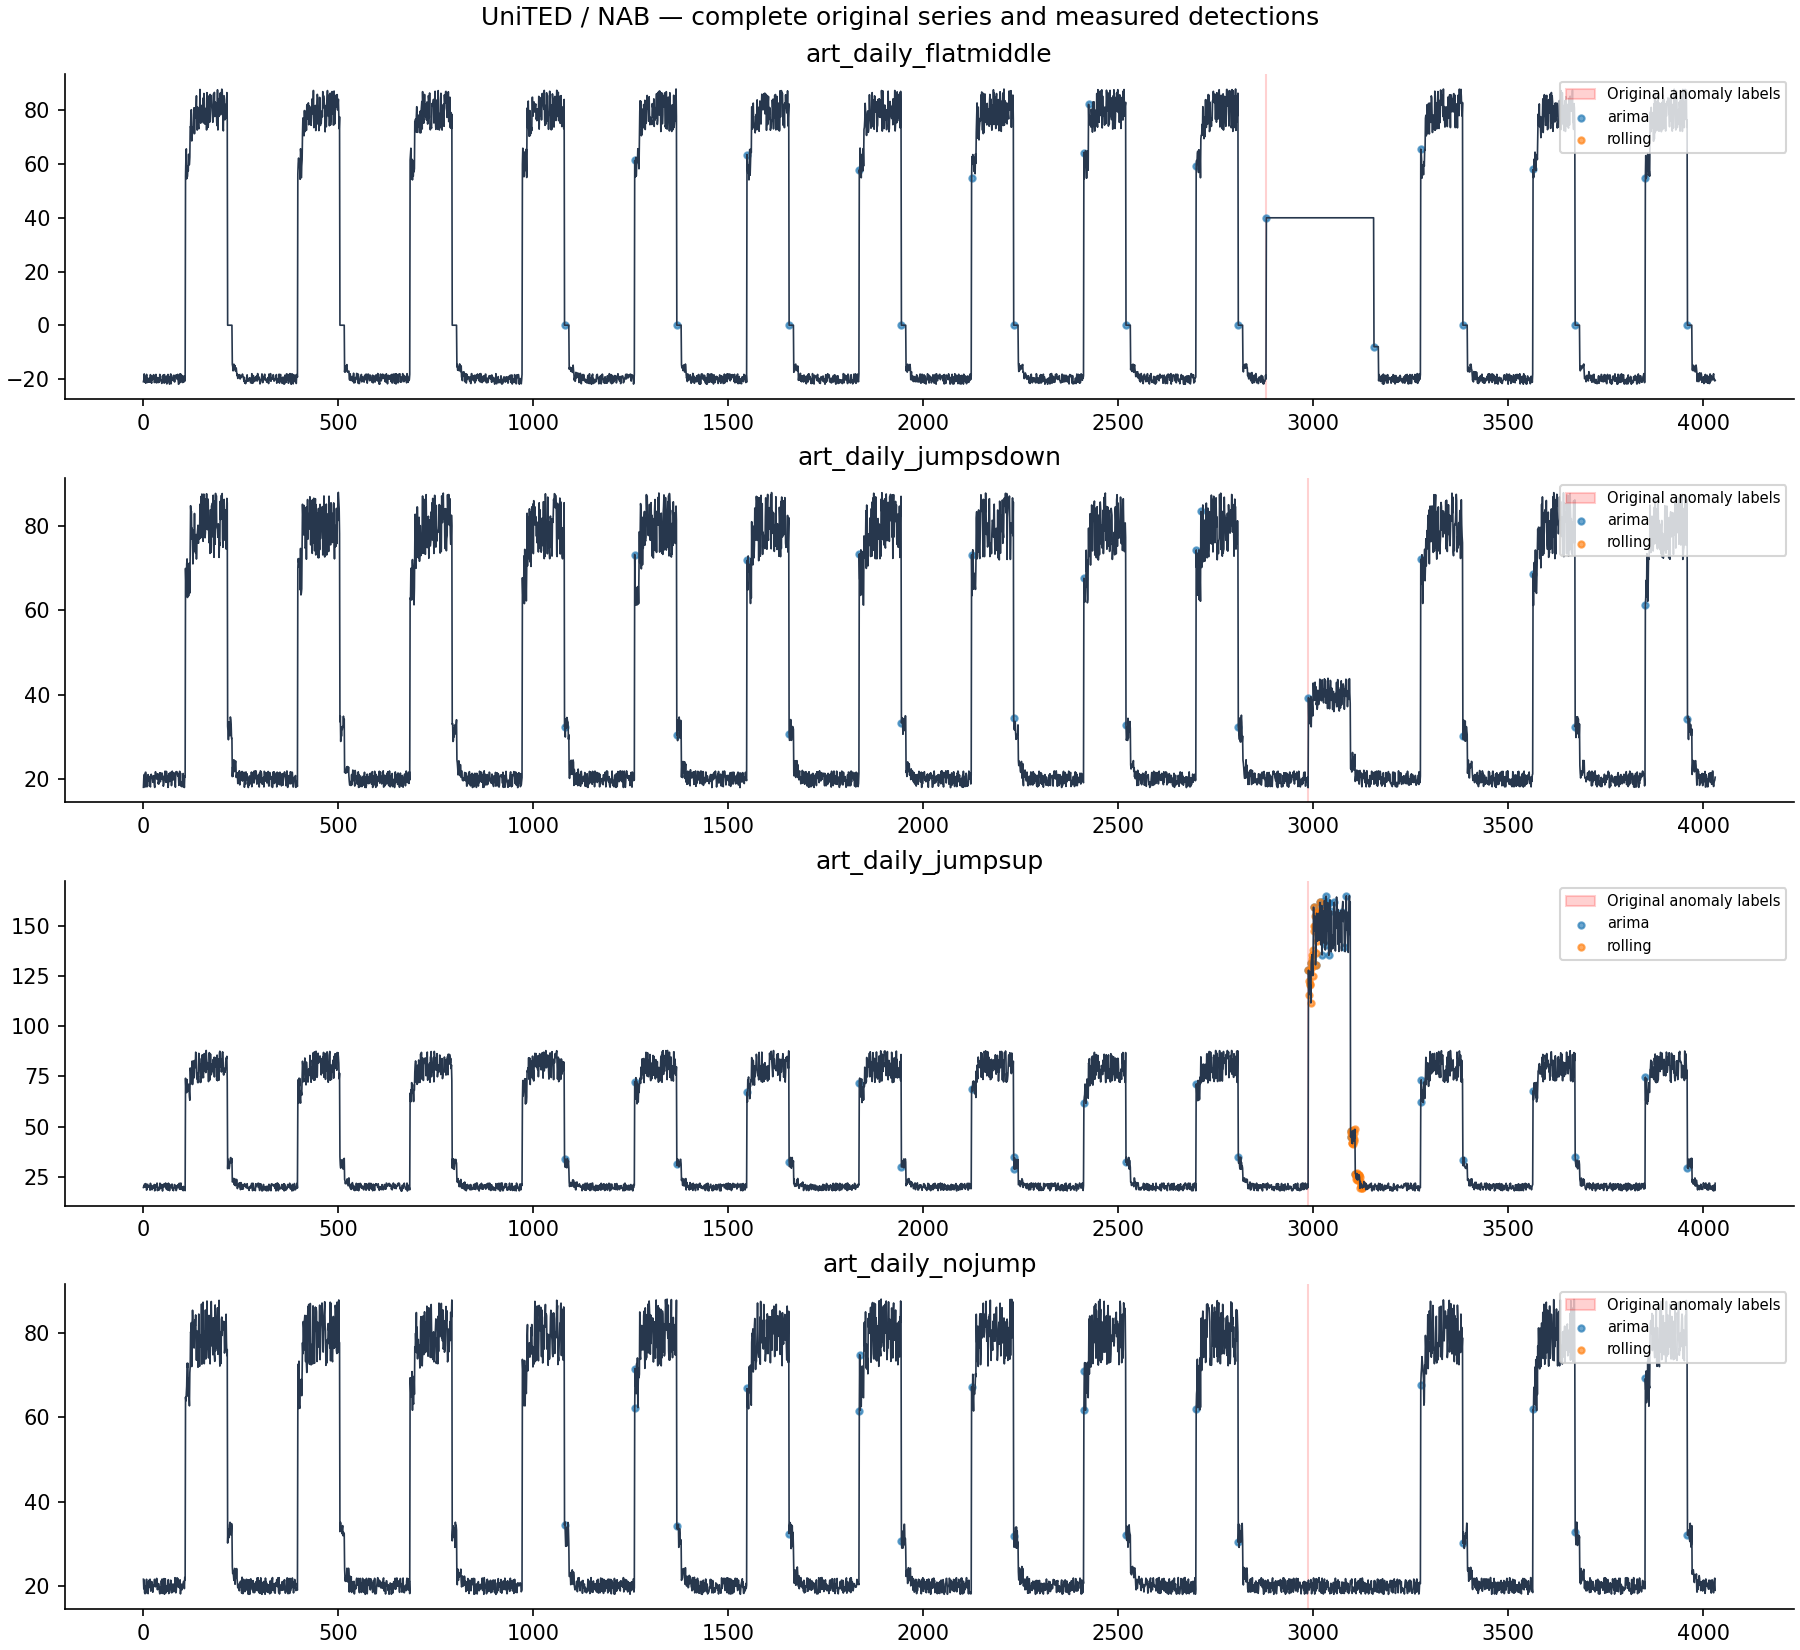 UniTED / NAB — complete original series and measured detections
art_daily_flatmiddle
80
60
40
20
0
−20
Original anomaly labels
arima
rolling
0 500 1000 1500 2000 2500 3000 3500 4000
art_daily_jumpsdown
80
60
40
20
Original anomaly labels
arima
rolling
0 500 1000 1500 2000 2500 3000 3500 4000
art_daily_jumpsup
150
125
100
75
50
25
Original anomaly labels
arima
rolling
0 500 1000 1500 2000 2500 3000 3500 4000
art_daily_nojump
80
60
40
20
Original anomaly labels
arima
rolling
0 500 1000 1500 2000 2500 3000 3500 4000